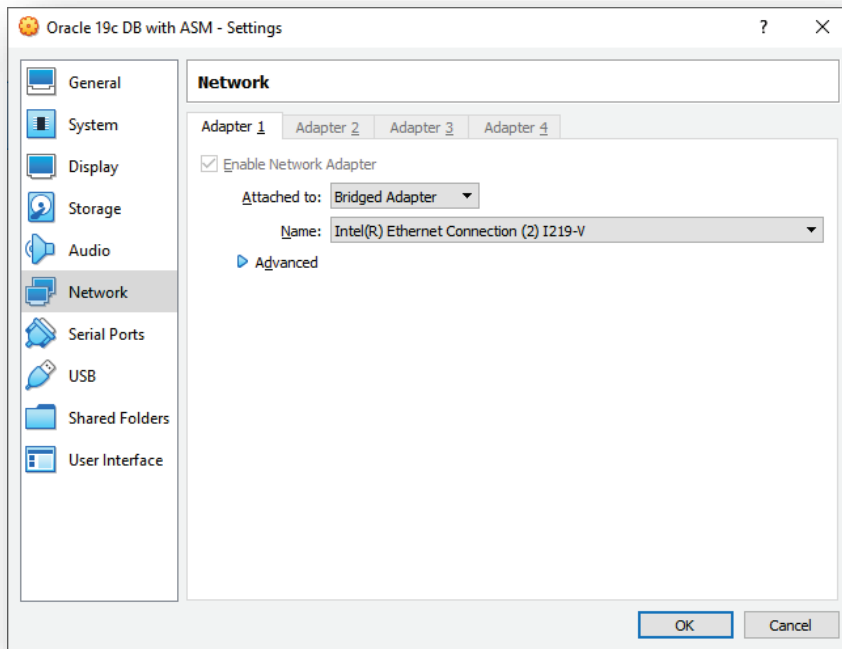 Oracle 19c DB with ASM - Settings
?
General
System
Display
Storage
Audio
Network
Serial Ports
USB
Shared Folders
User Interface
Network
Adapter 1
Adapter 2
Adapter 3
Adapter 4
Enable Network Adapter
Attached to: Bridged Adapter
Name: Intel(R) Ethernet Connection (2) I219-V
Advanced
OK
Cancel